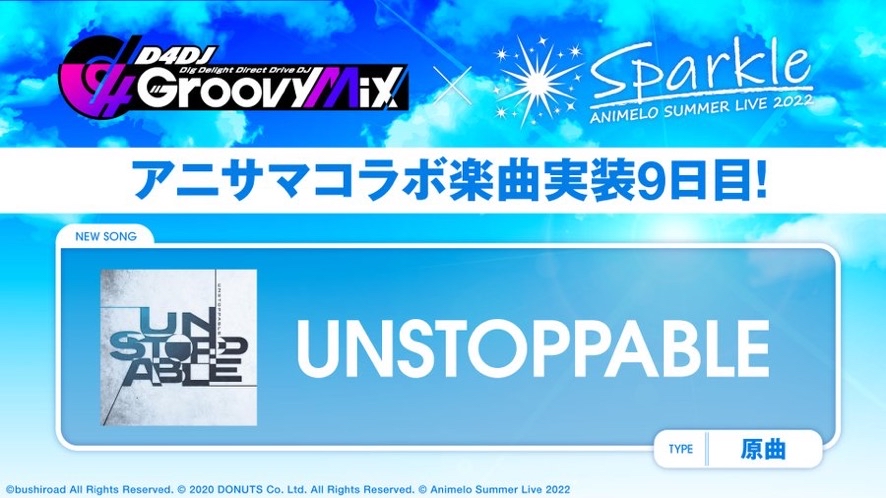 D4DJ
Dig Delight Direct Drive DJ
GROOVYMIX
×
Sparkle
ANIMELO SUMMER LIVE 2022
アニサマコラボ楽曲実装9日目!
NEW SONG
UNSTOPPABLE
UN
STOPP
ABLE
UNSTOPPABLE
TYPE
原曲
©bushiroad All Rights Reserved. © 2020 DONUTS Co. Ltd. All Rights Reserved. © Animelo Summer Live 2022